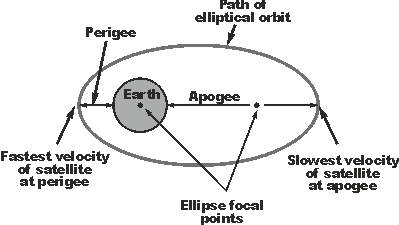 Path of
elliptical orbit
Perigee
Earth
Apogee
Fastest velocity
of satellite
at perigee
Slowest velocity
of satellite
at apogee
Ellipse focal
points